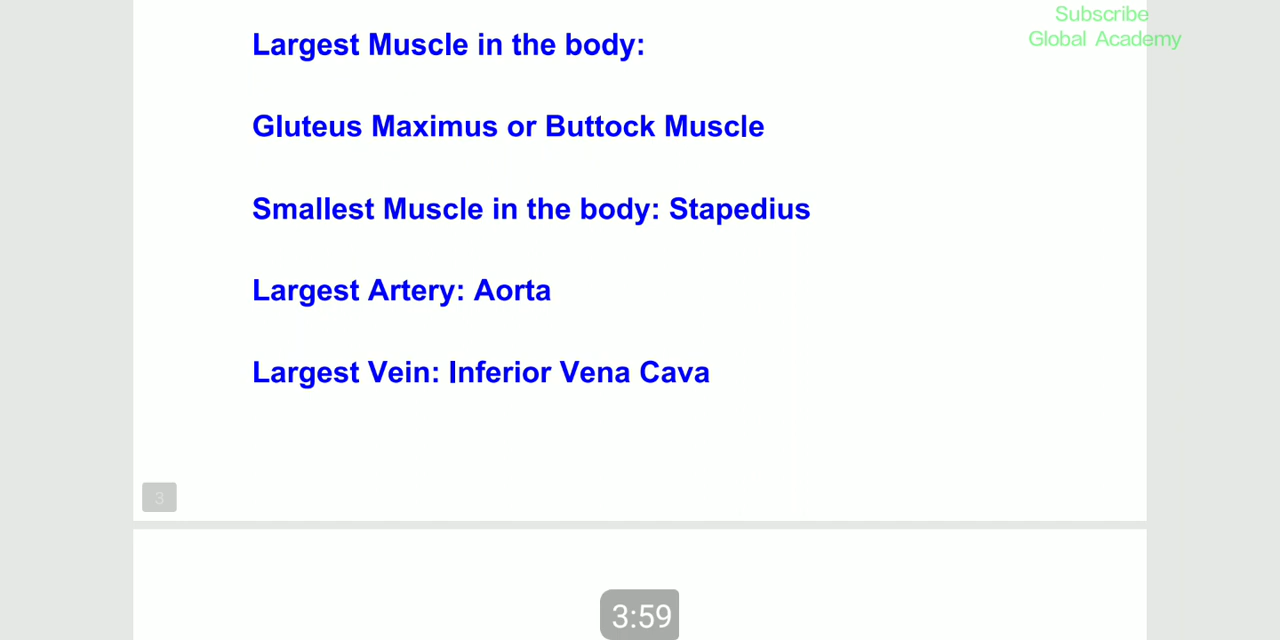 Subscribe
Global Academy
Largest Muscle in the body:
Gluteus Maximus or Buttock Muscle
Smallest Muscle in the body: Stapedius
Largest Artery: Aorta
Largest Vein: Inferior Vena Cava
3
3:59